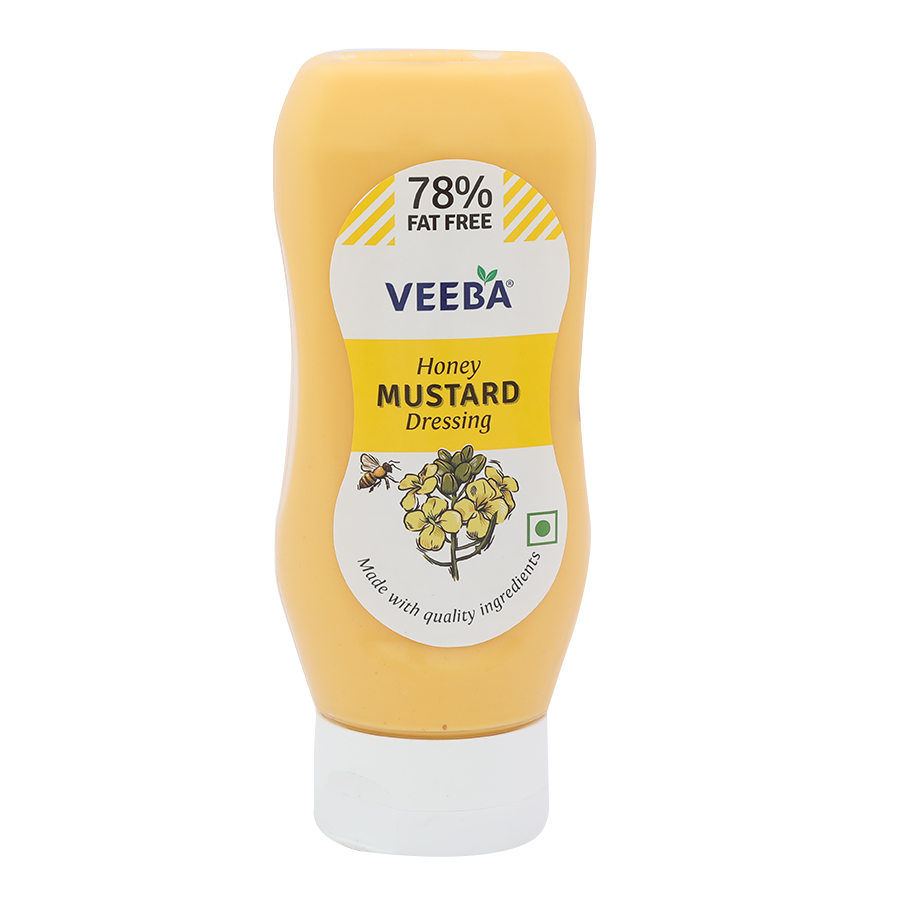 78%
FAT FREE
VEEBA®
Honey
MUSTARD
Dressing
Made with quality ingredients